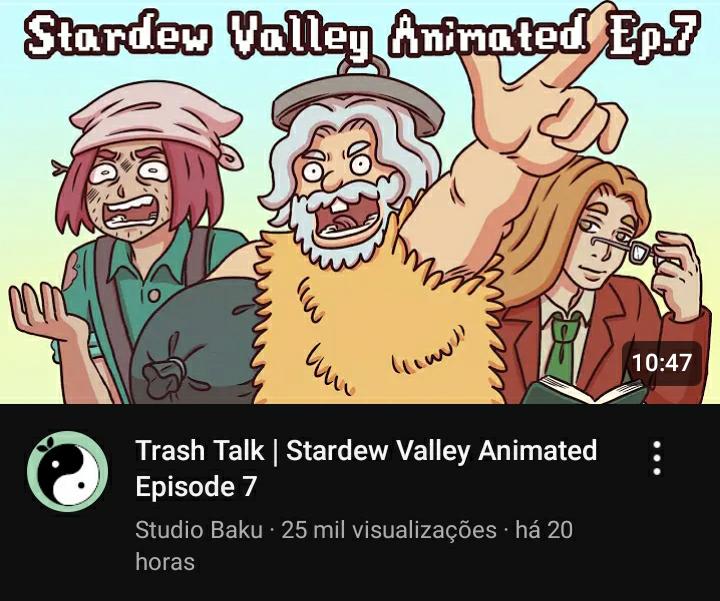 Stardew Valley Animated Ep.7
10:47
Trash Talk | Stardew Valley Animated
Episode 7
Studio Baku · 25 mil visualizações · há 20
horas